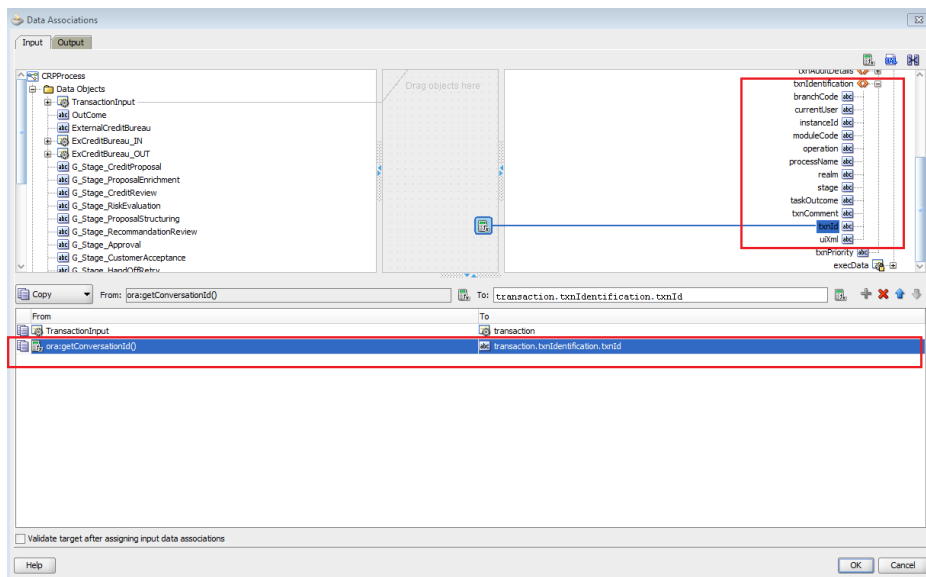 Data Associations
Input
Output
CRPProcess
Data Objects
TransactionInput
OutCome
ExternalCreditBureau
ExCreditBureau_IN
ExCreditBureau_OUT
G_Stage_CreditProposal
G_Stage_ProposalEnrichment
G_Stage_CreditReview
G_Stage_RiskEvaluation
G_Stage_ProposalStructuring
G_Stage_RecommandationReview
G_Stage_Approval
G_Stage_CustomerAcceptance
G_Stage_HandOffRetry
Drag objects here
txnAuditDetails
txnIdentification
branchCode
currentUser
instanceId
moduleCode
operation
processName
realm
stage
taskOutcome
txnComment
txnId
uiXml
txnPriority
execData
Copy From: ora:getConversationId() To: transaction.txnIdentification.txnId
From To
TransactionInput transaction
ora:getConversationId() transaction.txnIdentification.txnId
Validate target after assigning input data associations
Help OK Cancel